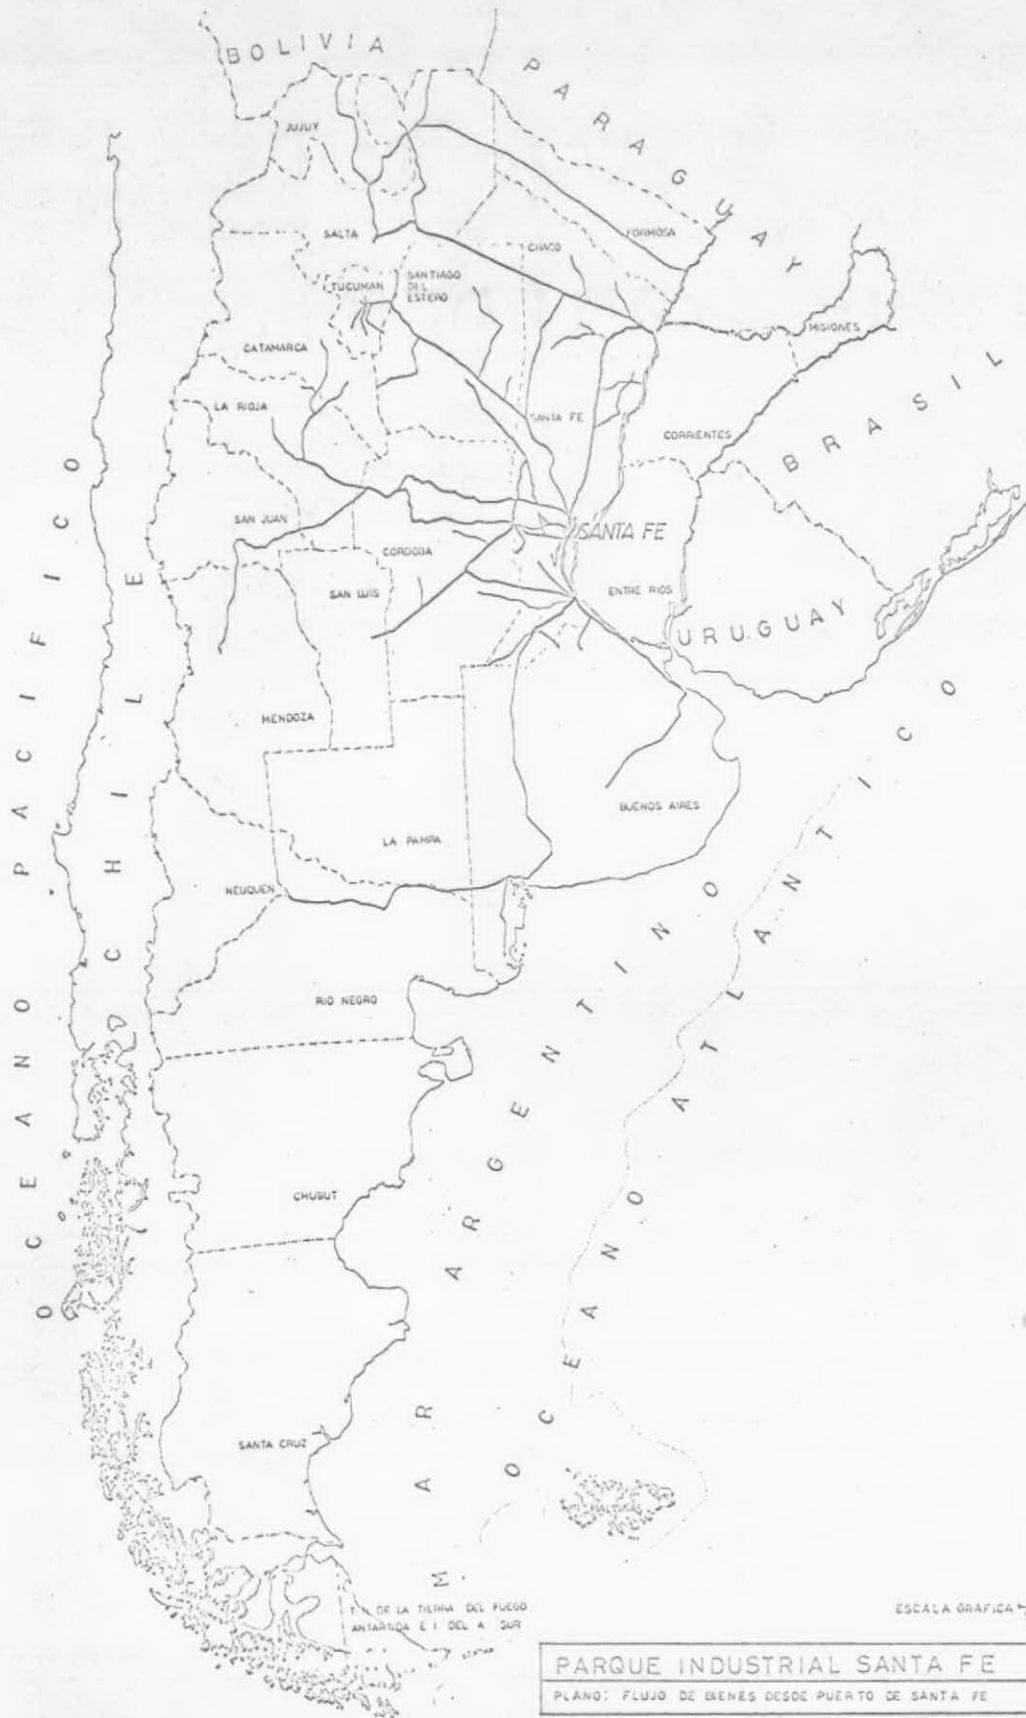 BOLIVIA
PARAGUAY
JUJUY
SALTA
CHACO
FORMOSA
TUCUMAN
SANTIAGO
DEL
ESTERO
MISIONES
CATAMARCA
LA RIOJA
SANTA FE
CORRIENTES
BRASIL
SAN JUAN
SANTA FE
CORDOBA
SAN LUIS
ENTRE RIOS
URUGUAY
OCEANO PACIFICO
CHILE
MENDOZA
BUENOS AIRES
LA PAMPA
NEUQUEN
RIO NEGRO
MAR ARGENTINO
OCEANO ATLANTICO
CHUBUT
SANTA CRUZ
DE LA TIERRA DEL FUEGO
ANTARTIDA E I DEL A SUR
ESCALA GRAFICA
PARQUE INDUSTRIAL SANTA FE
PLANO: FLUJO DE BIENES DESDE PUERTO DE SANTA FE